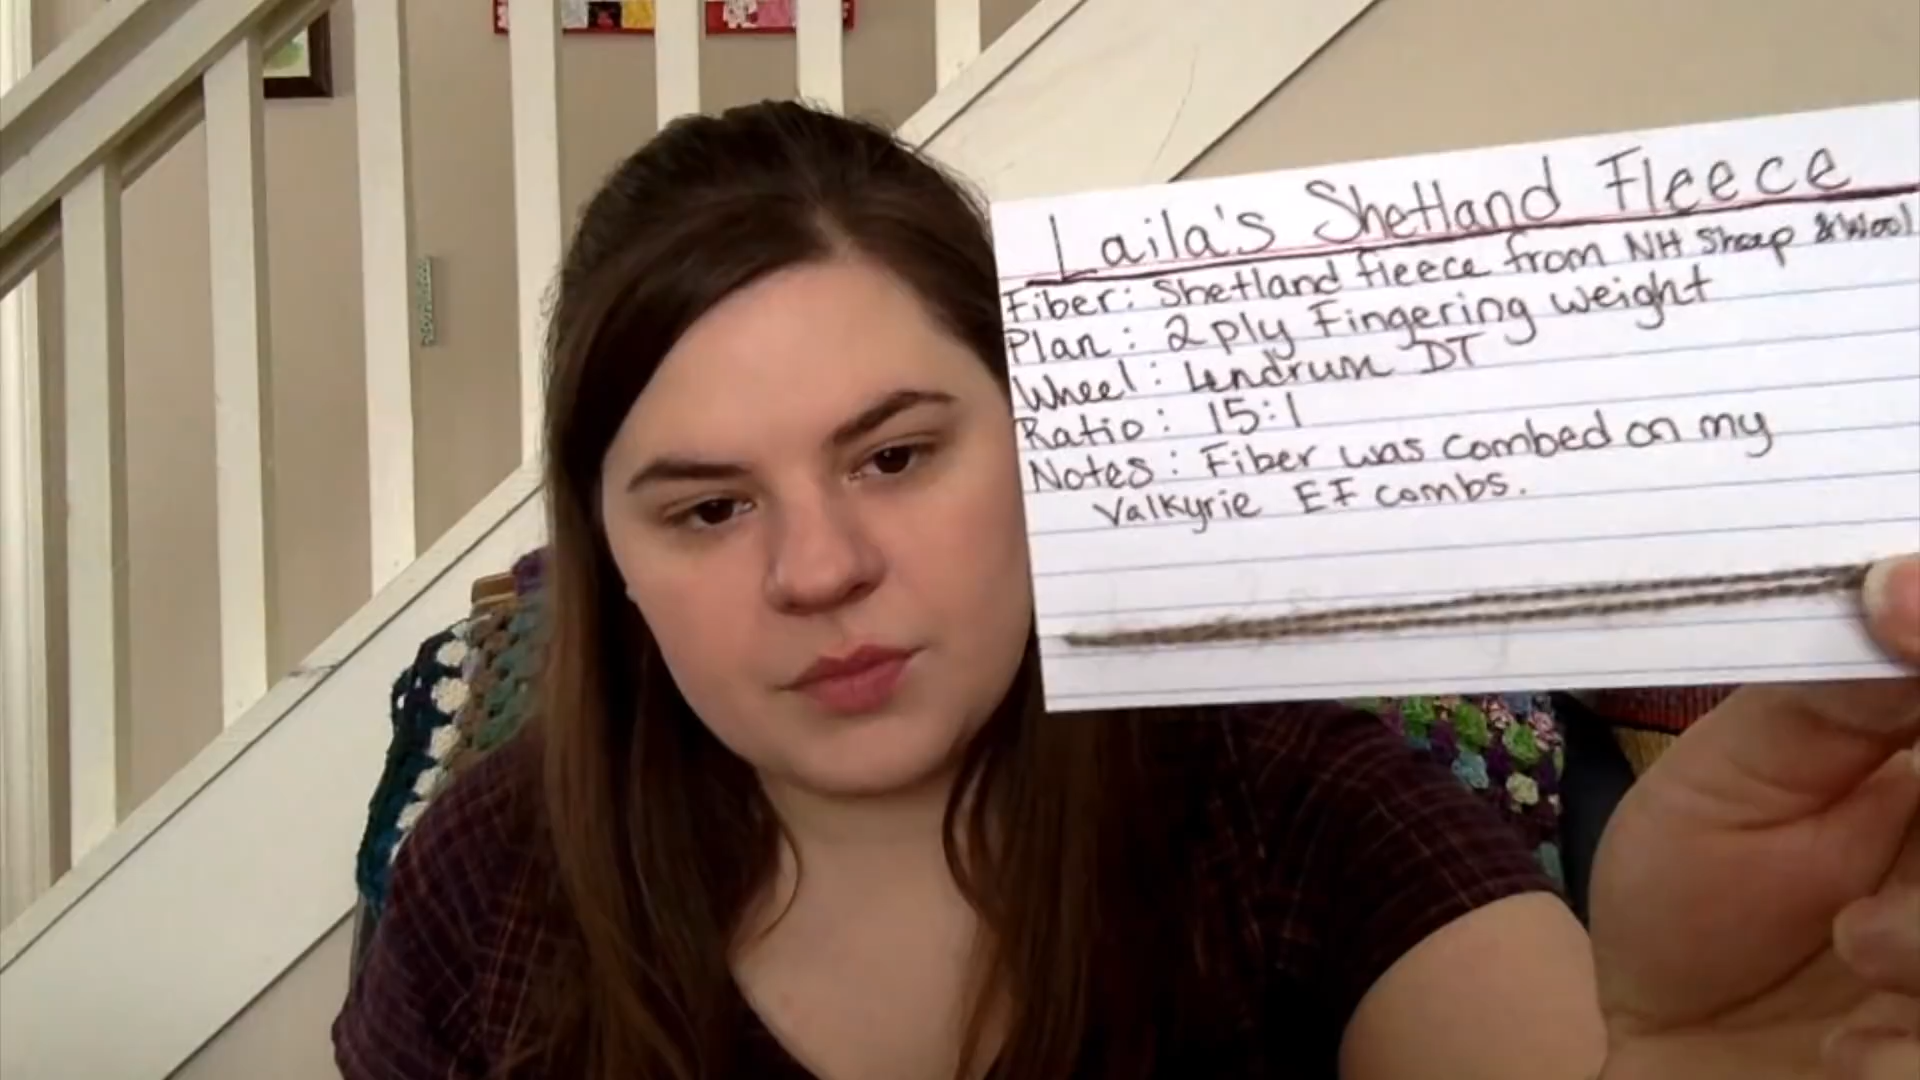 Laila's Shetland Fleece
Fiber: Shetland fleece from NH Sheep & Wool
Plan: 2 ply Fingering weight
Wheel: Lendrum DT
Ratio: 15:1
Notes: Fiber was combed on my
Valkyrie EF combs.